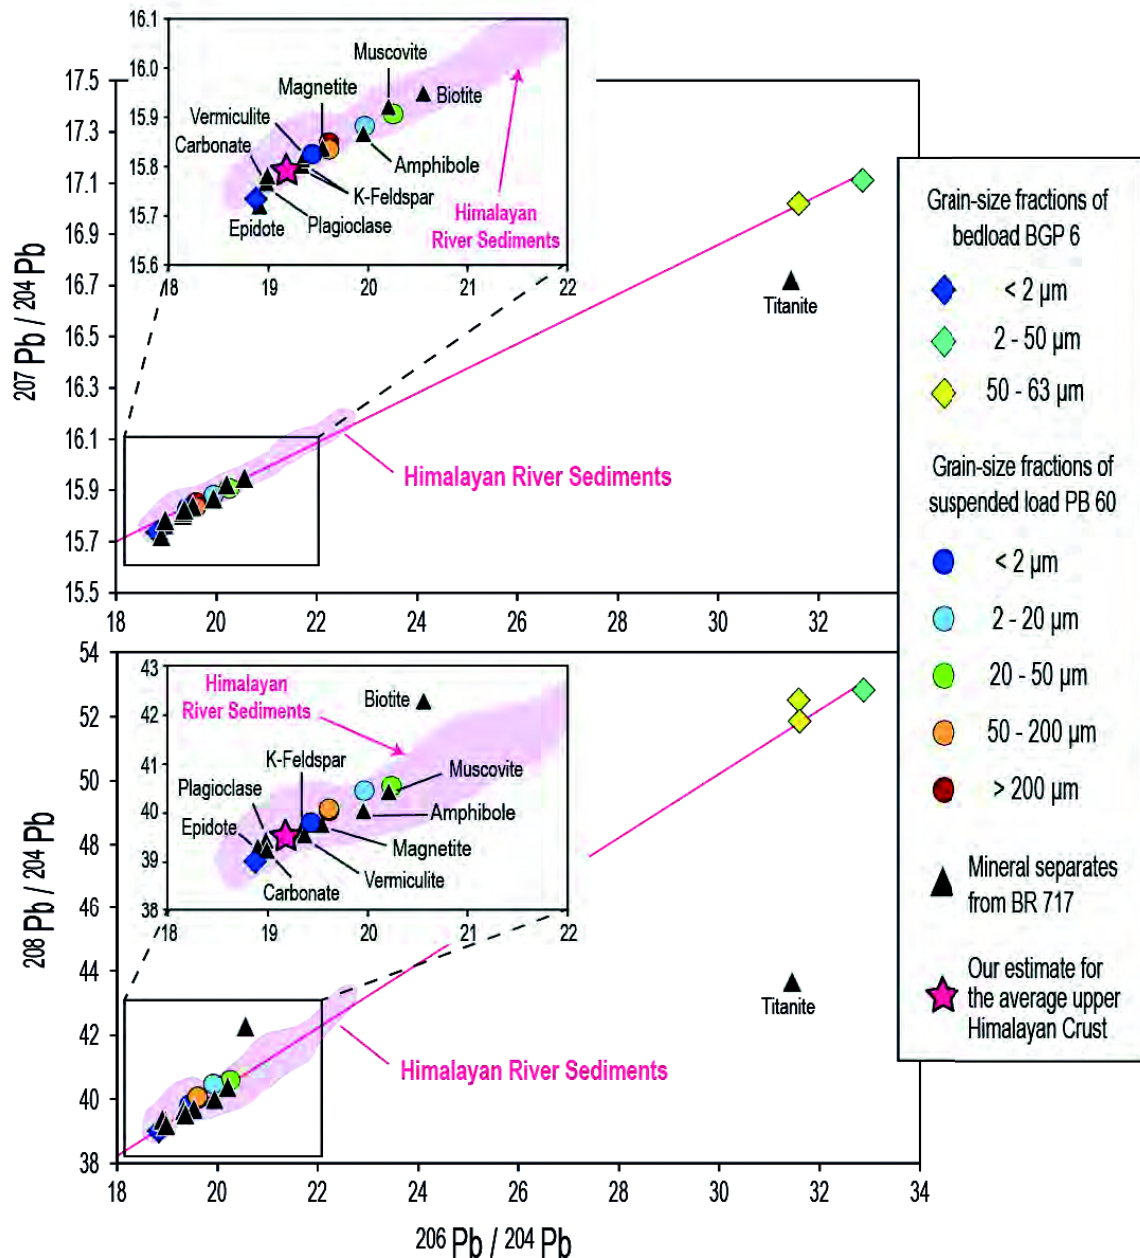 16.1
16.0
15.9
15.8
15.7
15.6
18
19
20
21
22
Muscovite
Magnetite
Biotite
Vermiculite
Carbonate
Amphibole
K-Feldspar
Himalayan
River Sediments
Plagioclase
Epidote
17.5
17.3
17.1
16.9
16.7
16.5
16.3
16.1
15.9
15.7
15.5
207 Pb / 204 Pb
Titanite
Himalayan River Sediments
18
20
22
24
26
28
30
32
54
52
50
48
46
44
42
40
38
208 Pb / 204 Pb
43
42
41
40
39
38
18
19
20
21
22
Himalayan
River Sediments
Biotite
K-Feldspar
Plagioclase
Muscovite
Epidote
Amphibole
Magnetite
Vermiculite
Carbonate
Titanite
Himalayan River Sediments
18
20
22
24
26
28
30
32
34
206 Pb / 204 Pb
Grain-size fractions of
bedload BGP 6
< 2 µm
2 - 50 µm
50 - 63 µm
Grain-size fractions of
suspended load PB 60
< 2 µm
2 - 20 µm
20 - 50 µm
50 - 200 µm
> 200 µm
Mineral separates
from BR 717
Our estimate for
the average upper
Himalayan Crust